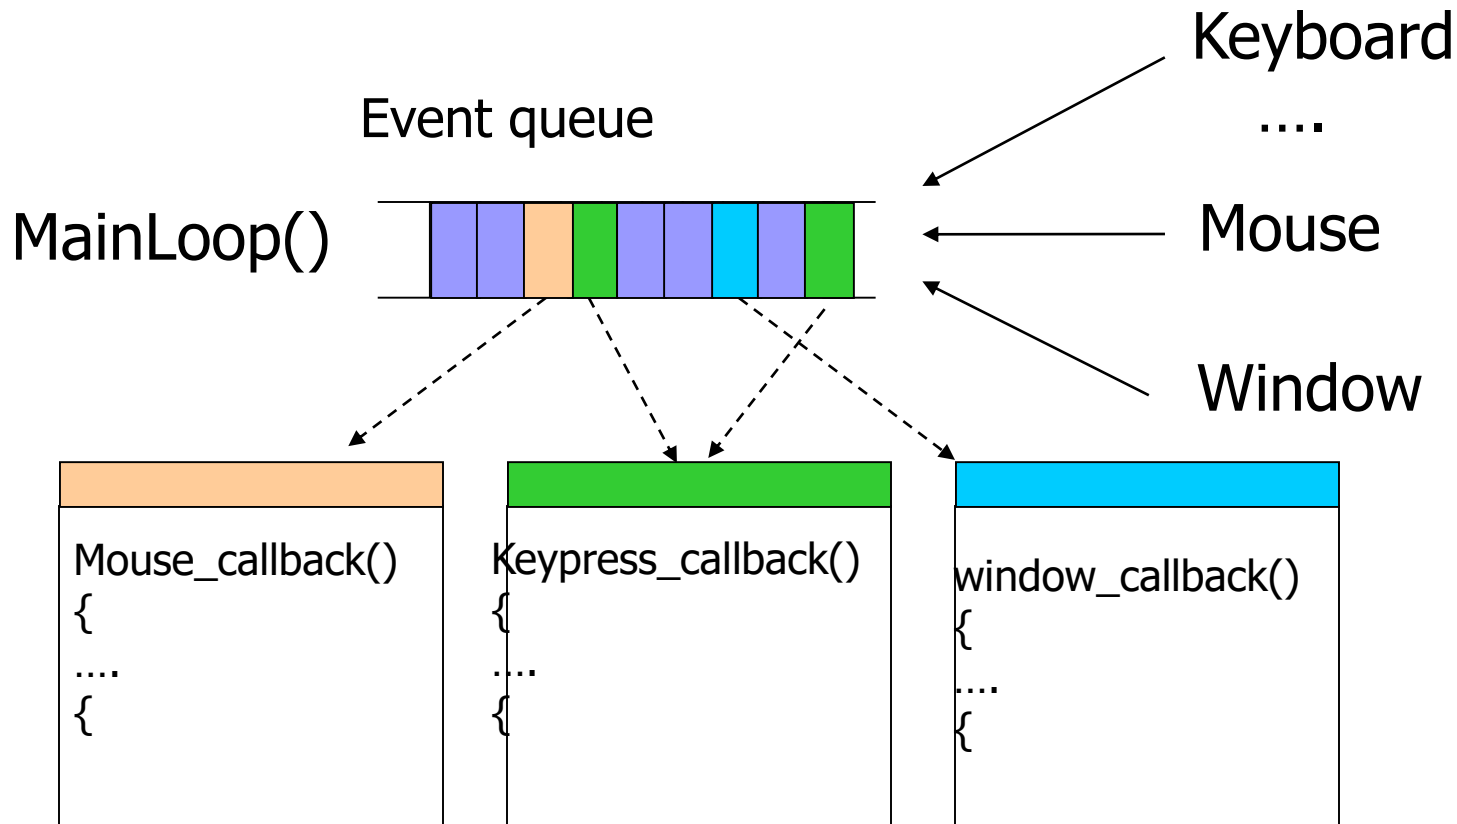 Keyboard
....
Event queue
MainLoop()
Mouse
Window
Mouse_callback()
{
....
{
Keypress_callback()
{
....
{
window_callback()
{
....
{